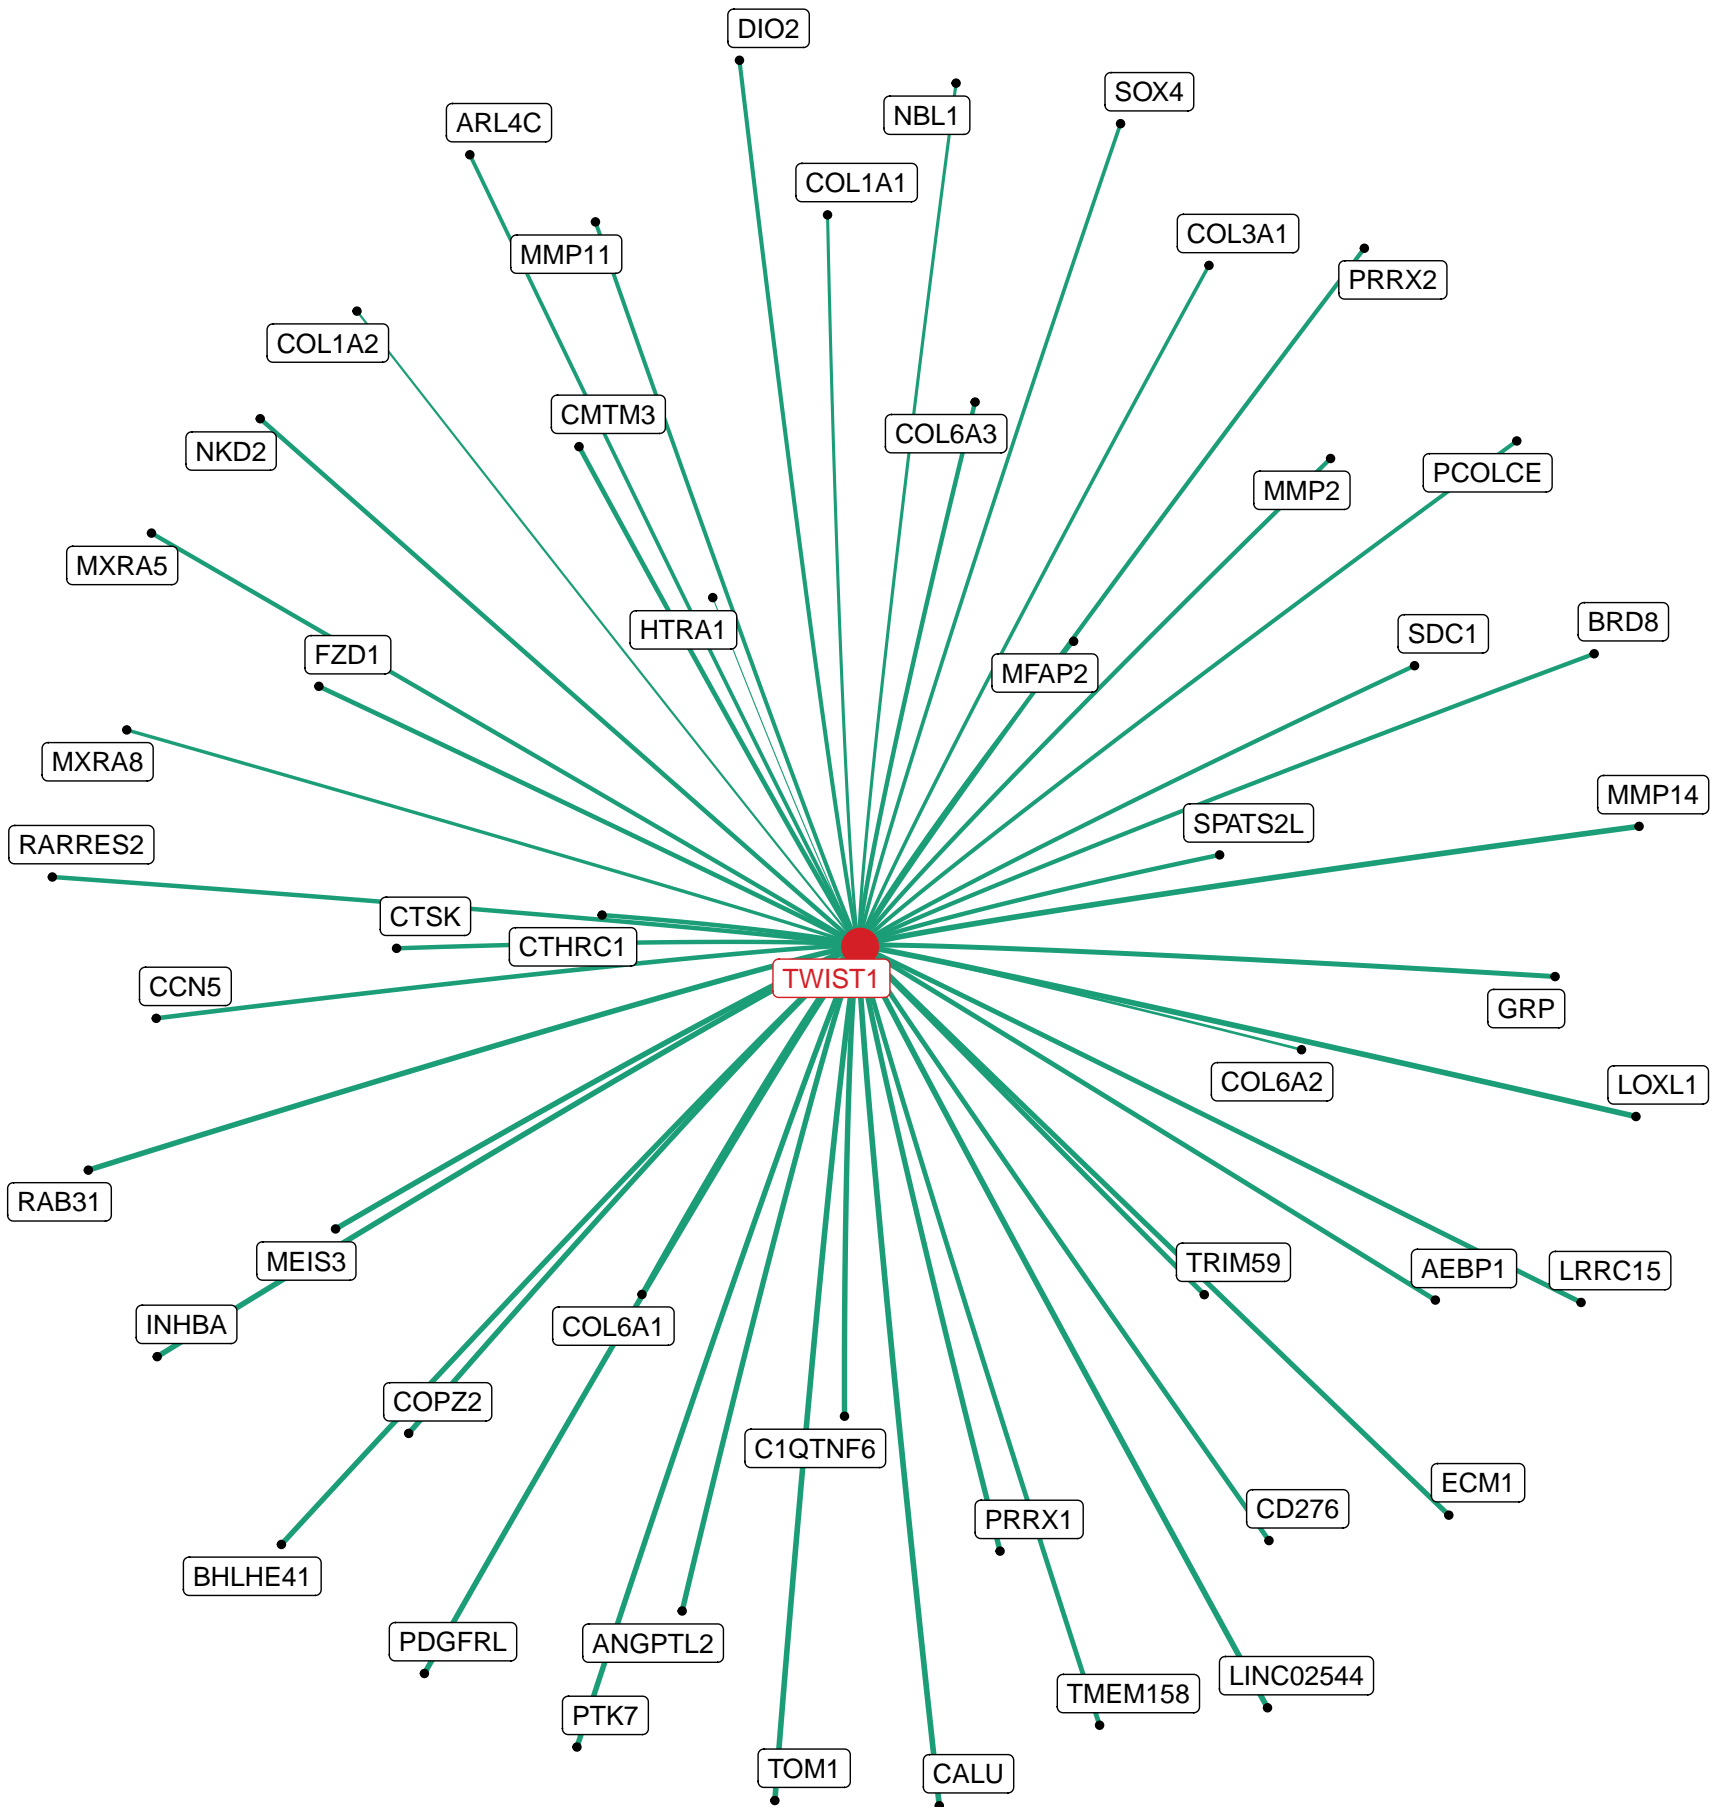 DIO2
SOX4
NBL1
ARL4C
COL1A1
COL3A1
MMP11
PRRX2
COL1A2
CMTM3
COL6A3
NKD2
PCOLCE
MMP2
MXRA5
BRD8
HTRA1
SDC1
FZD1
MFAP2
MXRA8
MMP14
SPATS2L
RARRES2
CTSK
CTHRC1
TWIST1
CCN5
GRP
COL6A2
LOXL1
RAB31
MEIS3
TRIM59
AEBP1
LRRC15
INHBA
COL6A1
COPZ2
C1QTNF6
ECM1
CD276
PRRX1
BHLHE41
PDGFRL
ANGPTL2
LINC02544
TMEM158
PTK7
TOM1
CALU